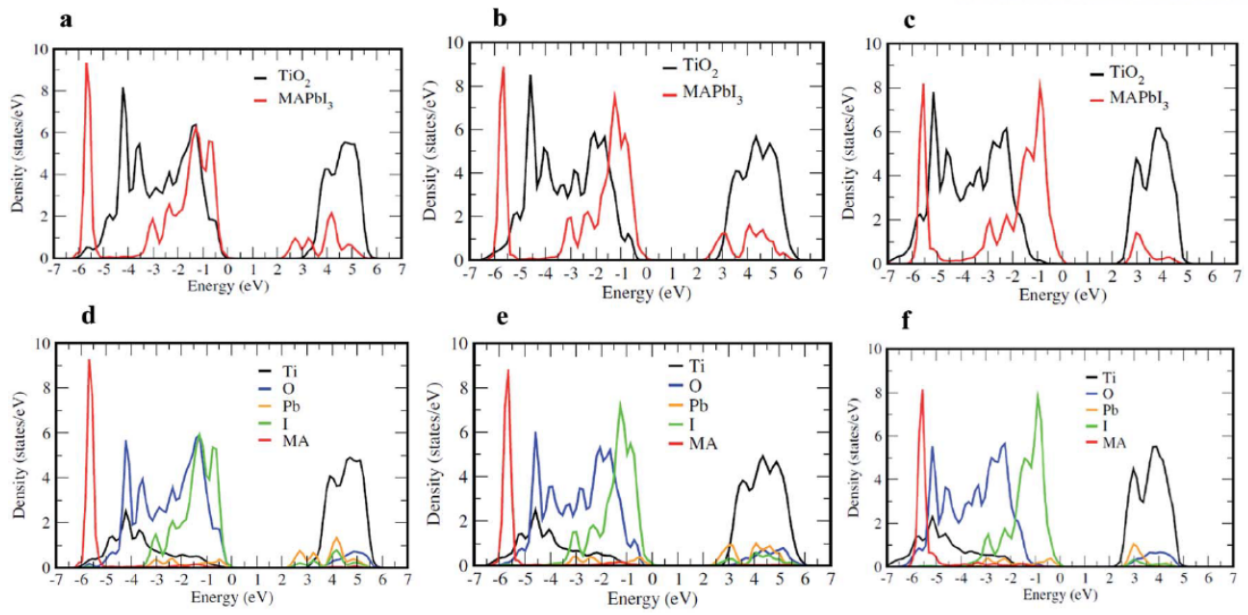 a
10
8
6
4
2
0
Density (states/eV)
TiO₂
MAPbI₃
-7 -6 -5 -4 -3 -2 -1 0 1 2 3 4 5 6 7
Energy (eV)
b
10
8
6
4
2
0
Density (states/eV)
TiO₂
MAPbI₃
-7 -6 -5 -4 -3 -2 -1 0 1 2 3 4 5 6 7
Energy (eV)
c
10
8
6
4
2
0
Density (states/eV)
TiO₂
MAPbI₃
-7 -6 -5 -4 -3 -2 -1 0 1 2 3 4 5 6 7
Energy (eV)
d
10
8
6
4
2
0
Density (states/eV)
Ti
O
Pb
I
MA
-7 -6 -5 -4 -3 -2 -1 0 1 2 3 4 5 6 7
Energy (eV)
e
10
8
6
4
2
0
Density (states/eV)
Ti
O
Pb
I
MA
-7 -6 -5 -4 -3 -2 -1 0 1 2 3 4 5 6 7
Energy (eV)
f
10
8
6
4
2
0
Density (states/eV)
Ti
O
Pb
I
MA
-7 -6 -5 -4 -3 -2 -1 0 1 2 3 4 5 6 7
Energy (eV)